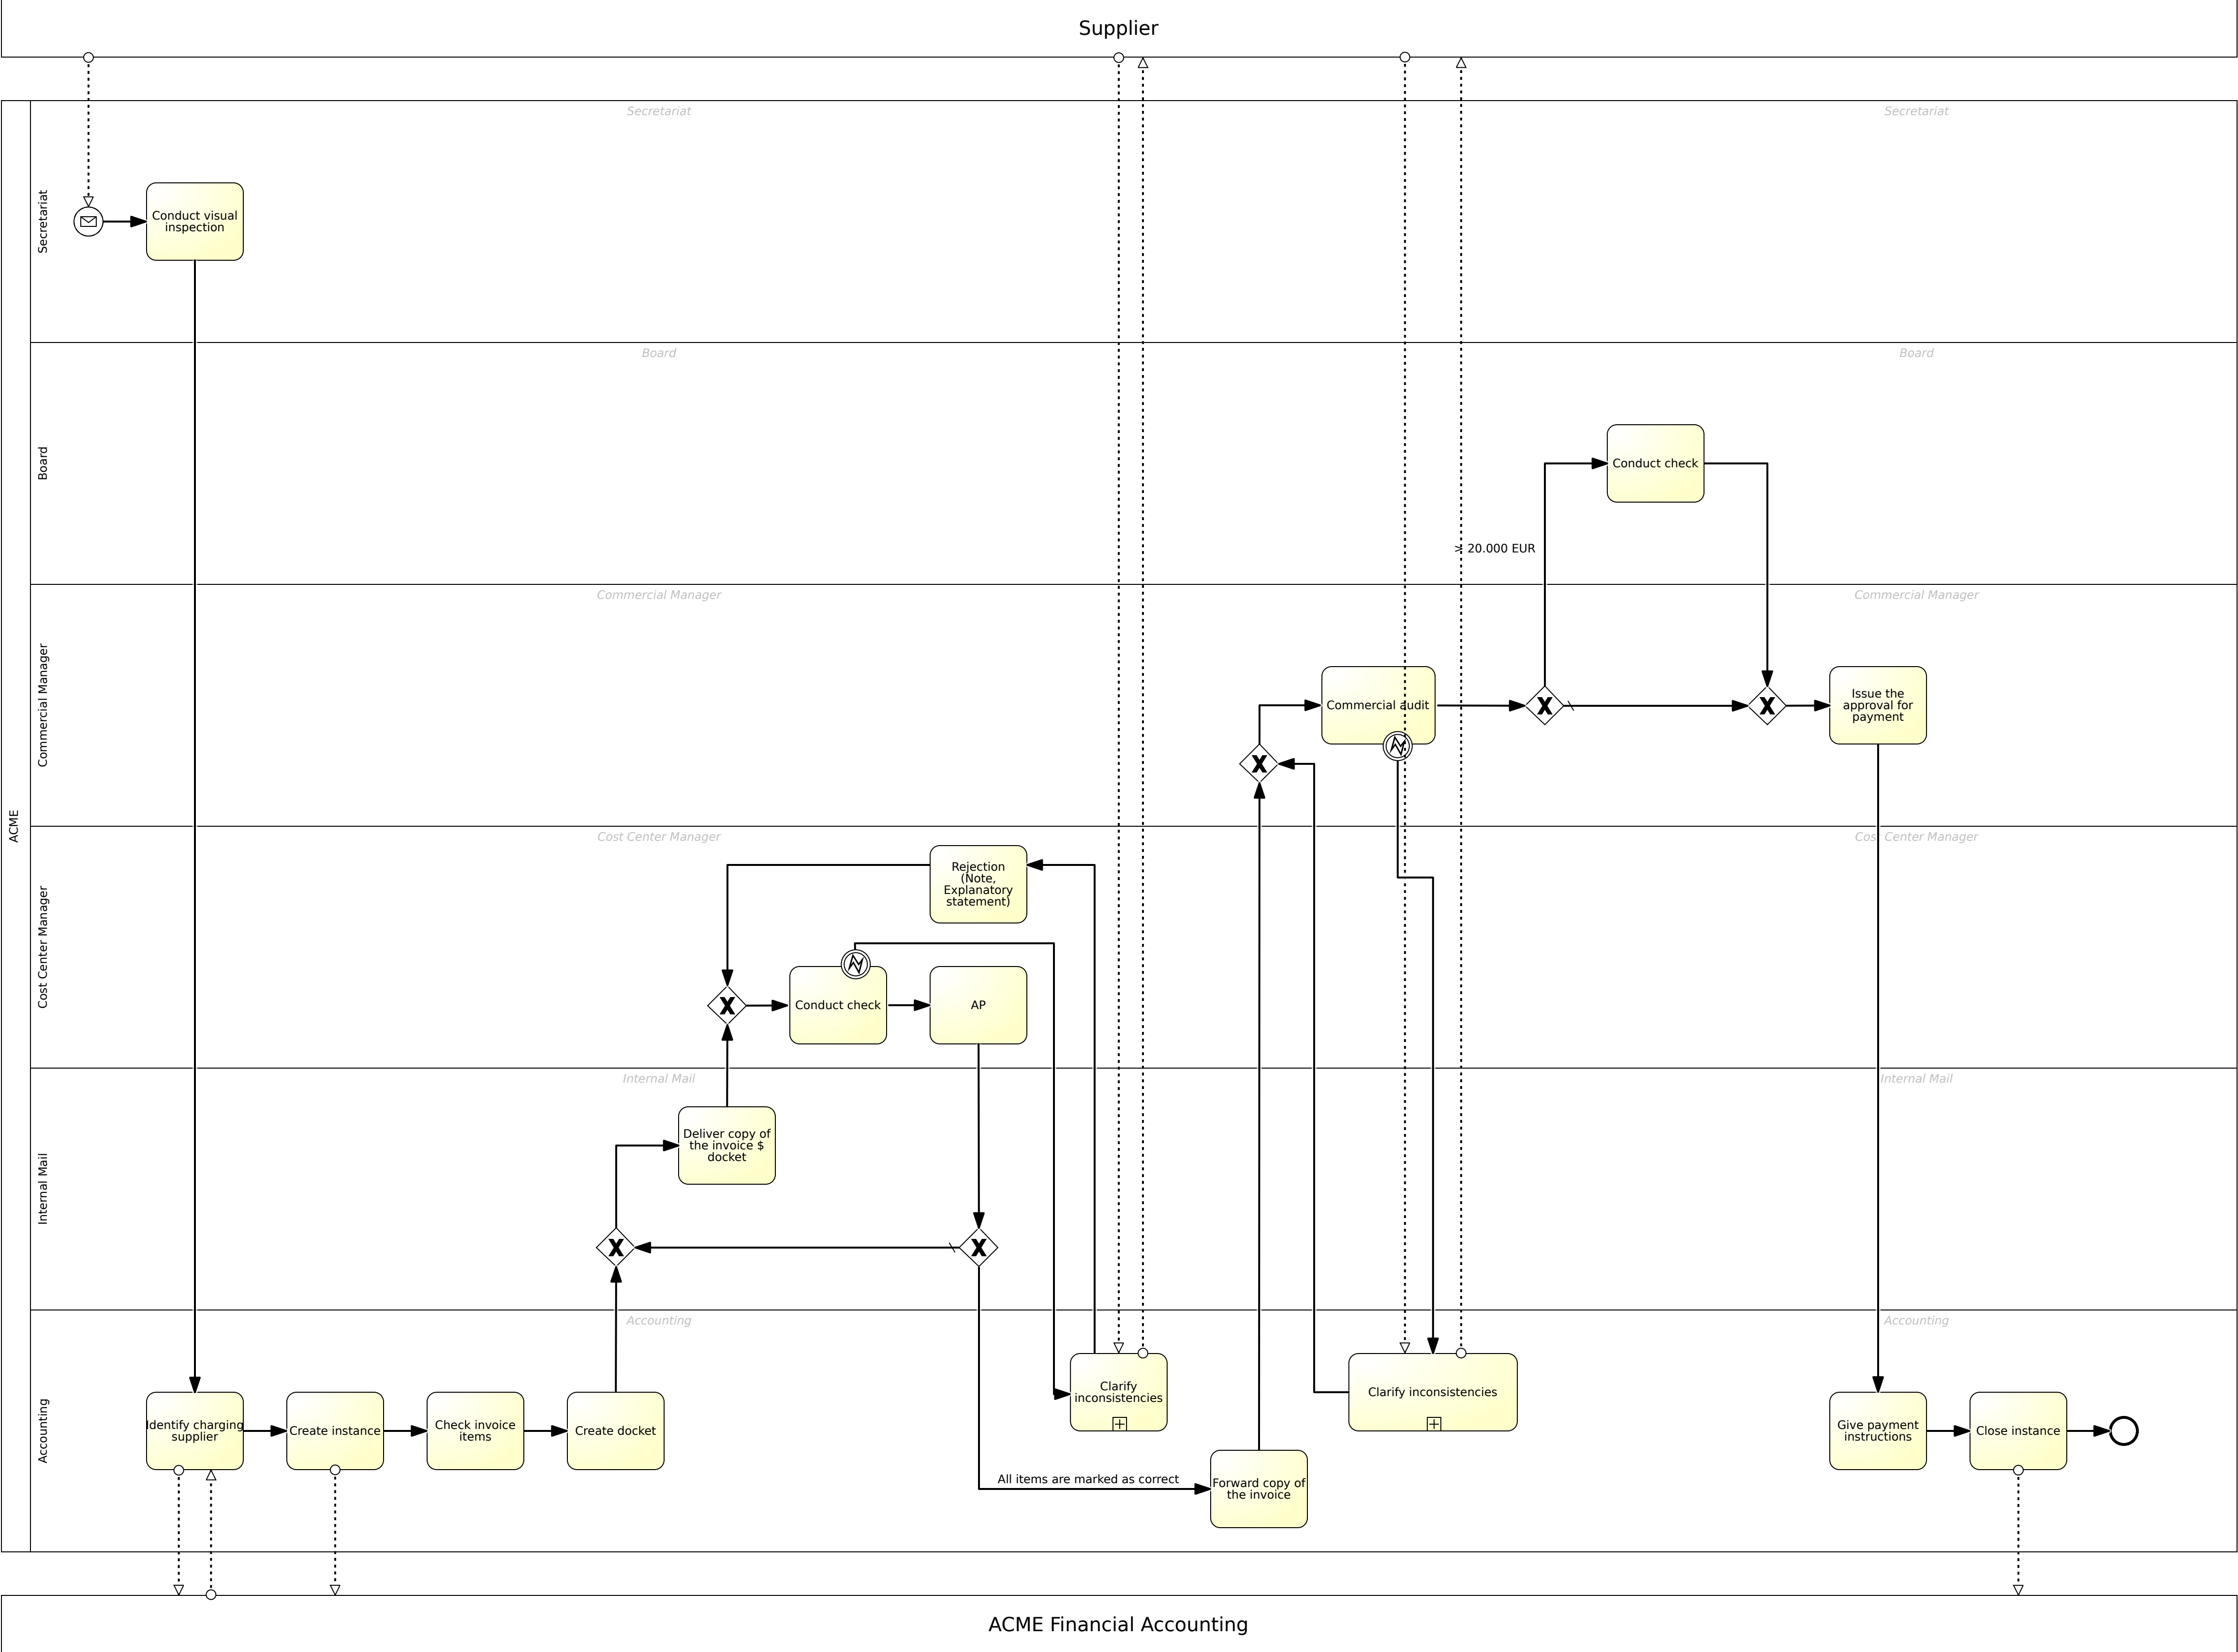 Supplier
ACME
Secretariat
Secretariat
Secretariat
Conduct visual
inspection
Board
Board
Board
Conduct check
> 20.000 EUR
Commercial Manager
Commercial Manager
Commercial Manager
Commercial audit
Issue the
approval for
payment
Cost Center Manager
Cost Center Manager
Cost Center Manager
Rejection
(Note,
Explanatory
statement)
Conduct check
AP
Internal Mail
Internal Mail
Internal Mail
Deliver copy of
the invoice $
docket
Accounting
Accounting
Accounting
Clarify
inconsistencies
Clarify inconsistencies
Identify charging
supplier
Create instance
Check invoice
items
Create docket
Give payment
instructions
Close instance
All items are marked as correct
Forward copy of
the invoice
ACME Financial Accounting